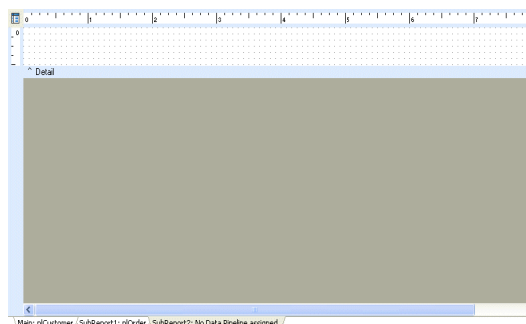 0 1 2 3 4 5 6 7
0
^ Detail
Main: plCustomer / SubReport1: plOrder \ SubReport2: No Data Pipeline assigned /